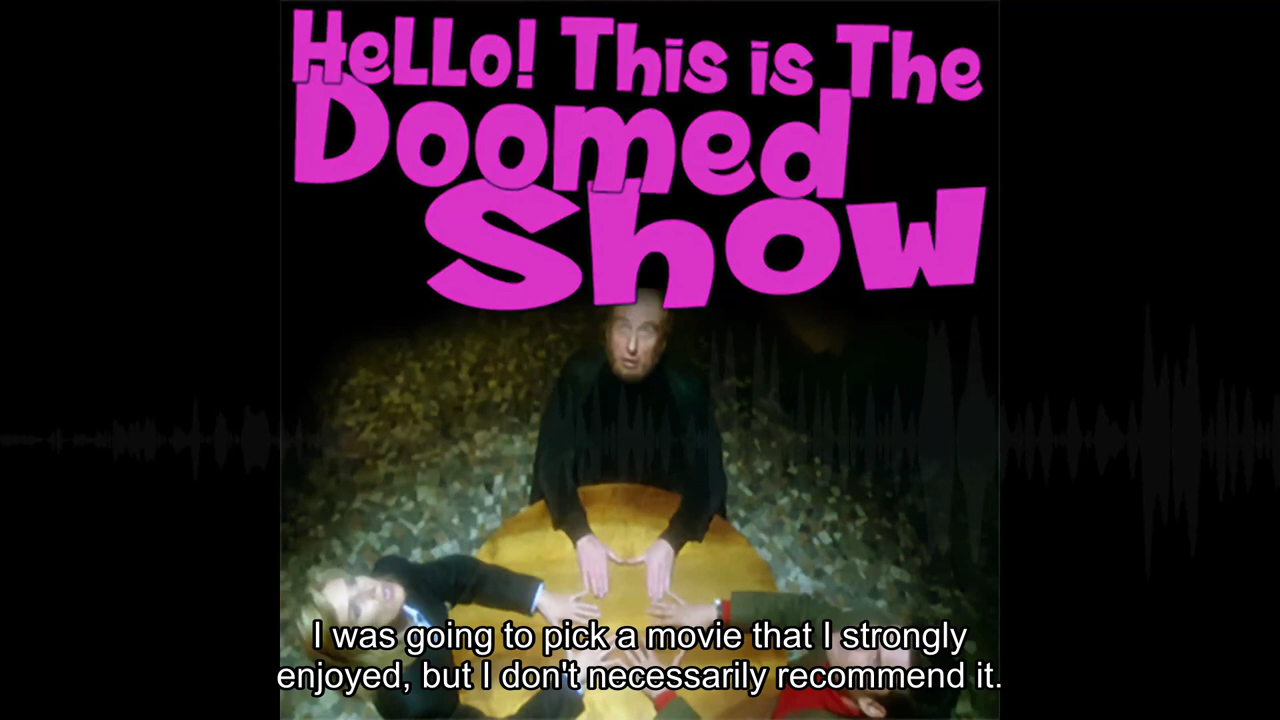 Hello! This is The
Doomed
Show
I was going to pick a movie that I strongly
enjoyed, but I don't necessarily recommend it.